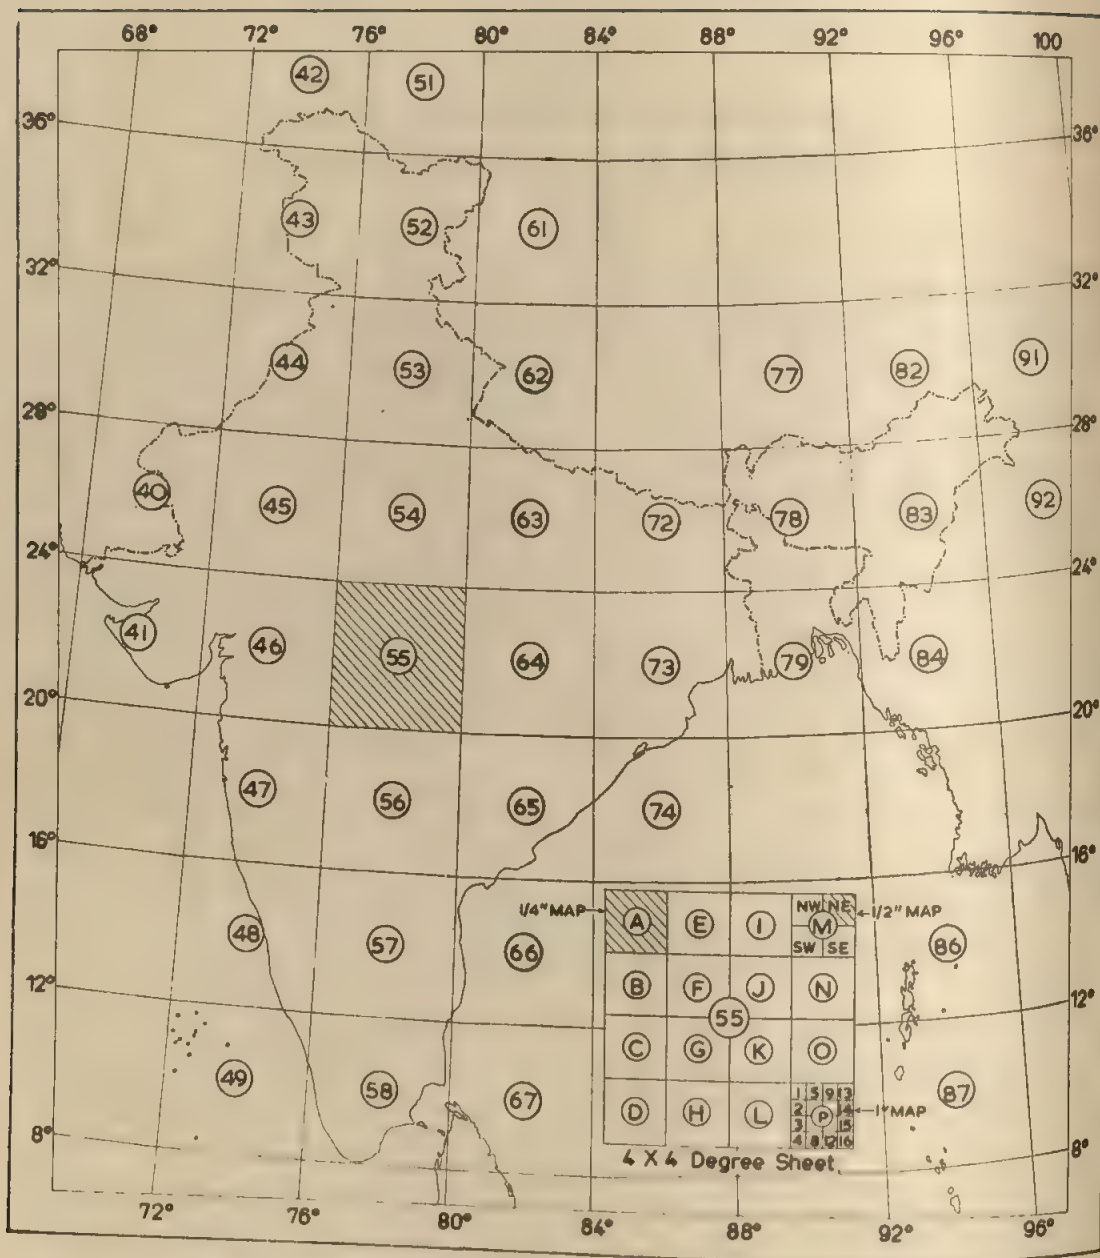 68° 72° 76° 80° 84° 88° 92° 96° 100
42 51
36° 36°
43 52 61
32° 32°
44 53 62 77 82 91
28° 28°
40 45 54 63 72 78 83 92
24° 24°
41 46 55 64 73 79 84
20° 20°
47 56 65 74
16° 16°
1/4" MAP A E I NW NE M SW SE 1/2" MAP
48 57 66 86
B F J N
12° 12°
55
C G K O
49 58 67 87
D H L 1 5 9 13 2 P 14 3 15 4 8 12 16 1" MAP
8° 8°
4 X 4 Degree Sheet.
72° 76° 80° 84° 88° 92° 96°